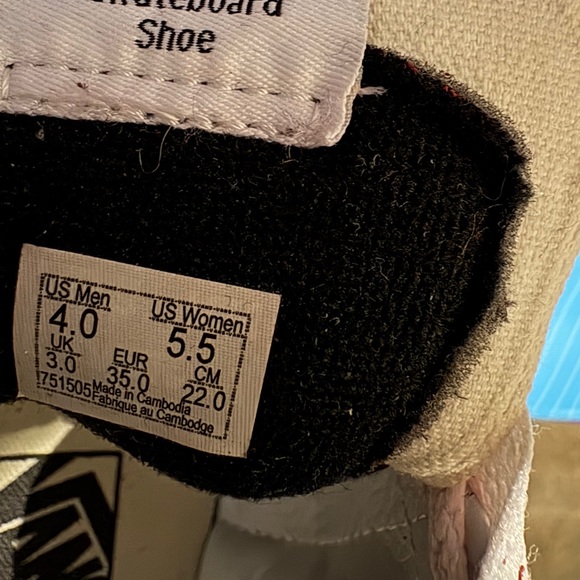 Skateboard
Shoe
US Men US Women
4.0 5.5
UK EUR CM
3.0 35.0 22.0
751505 Made in Cambodia
Fabrique au Cambodge